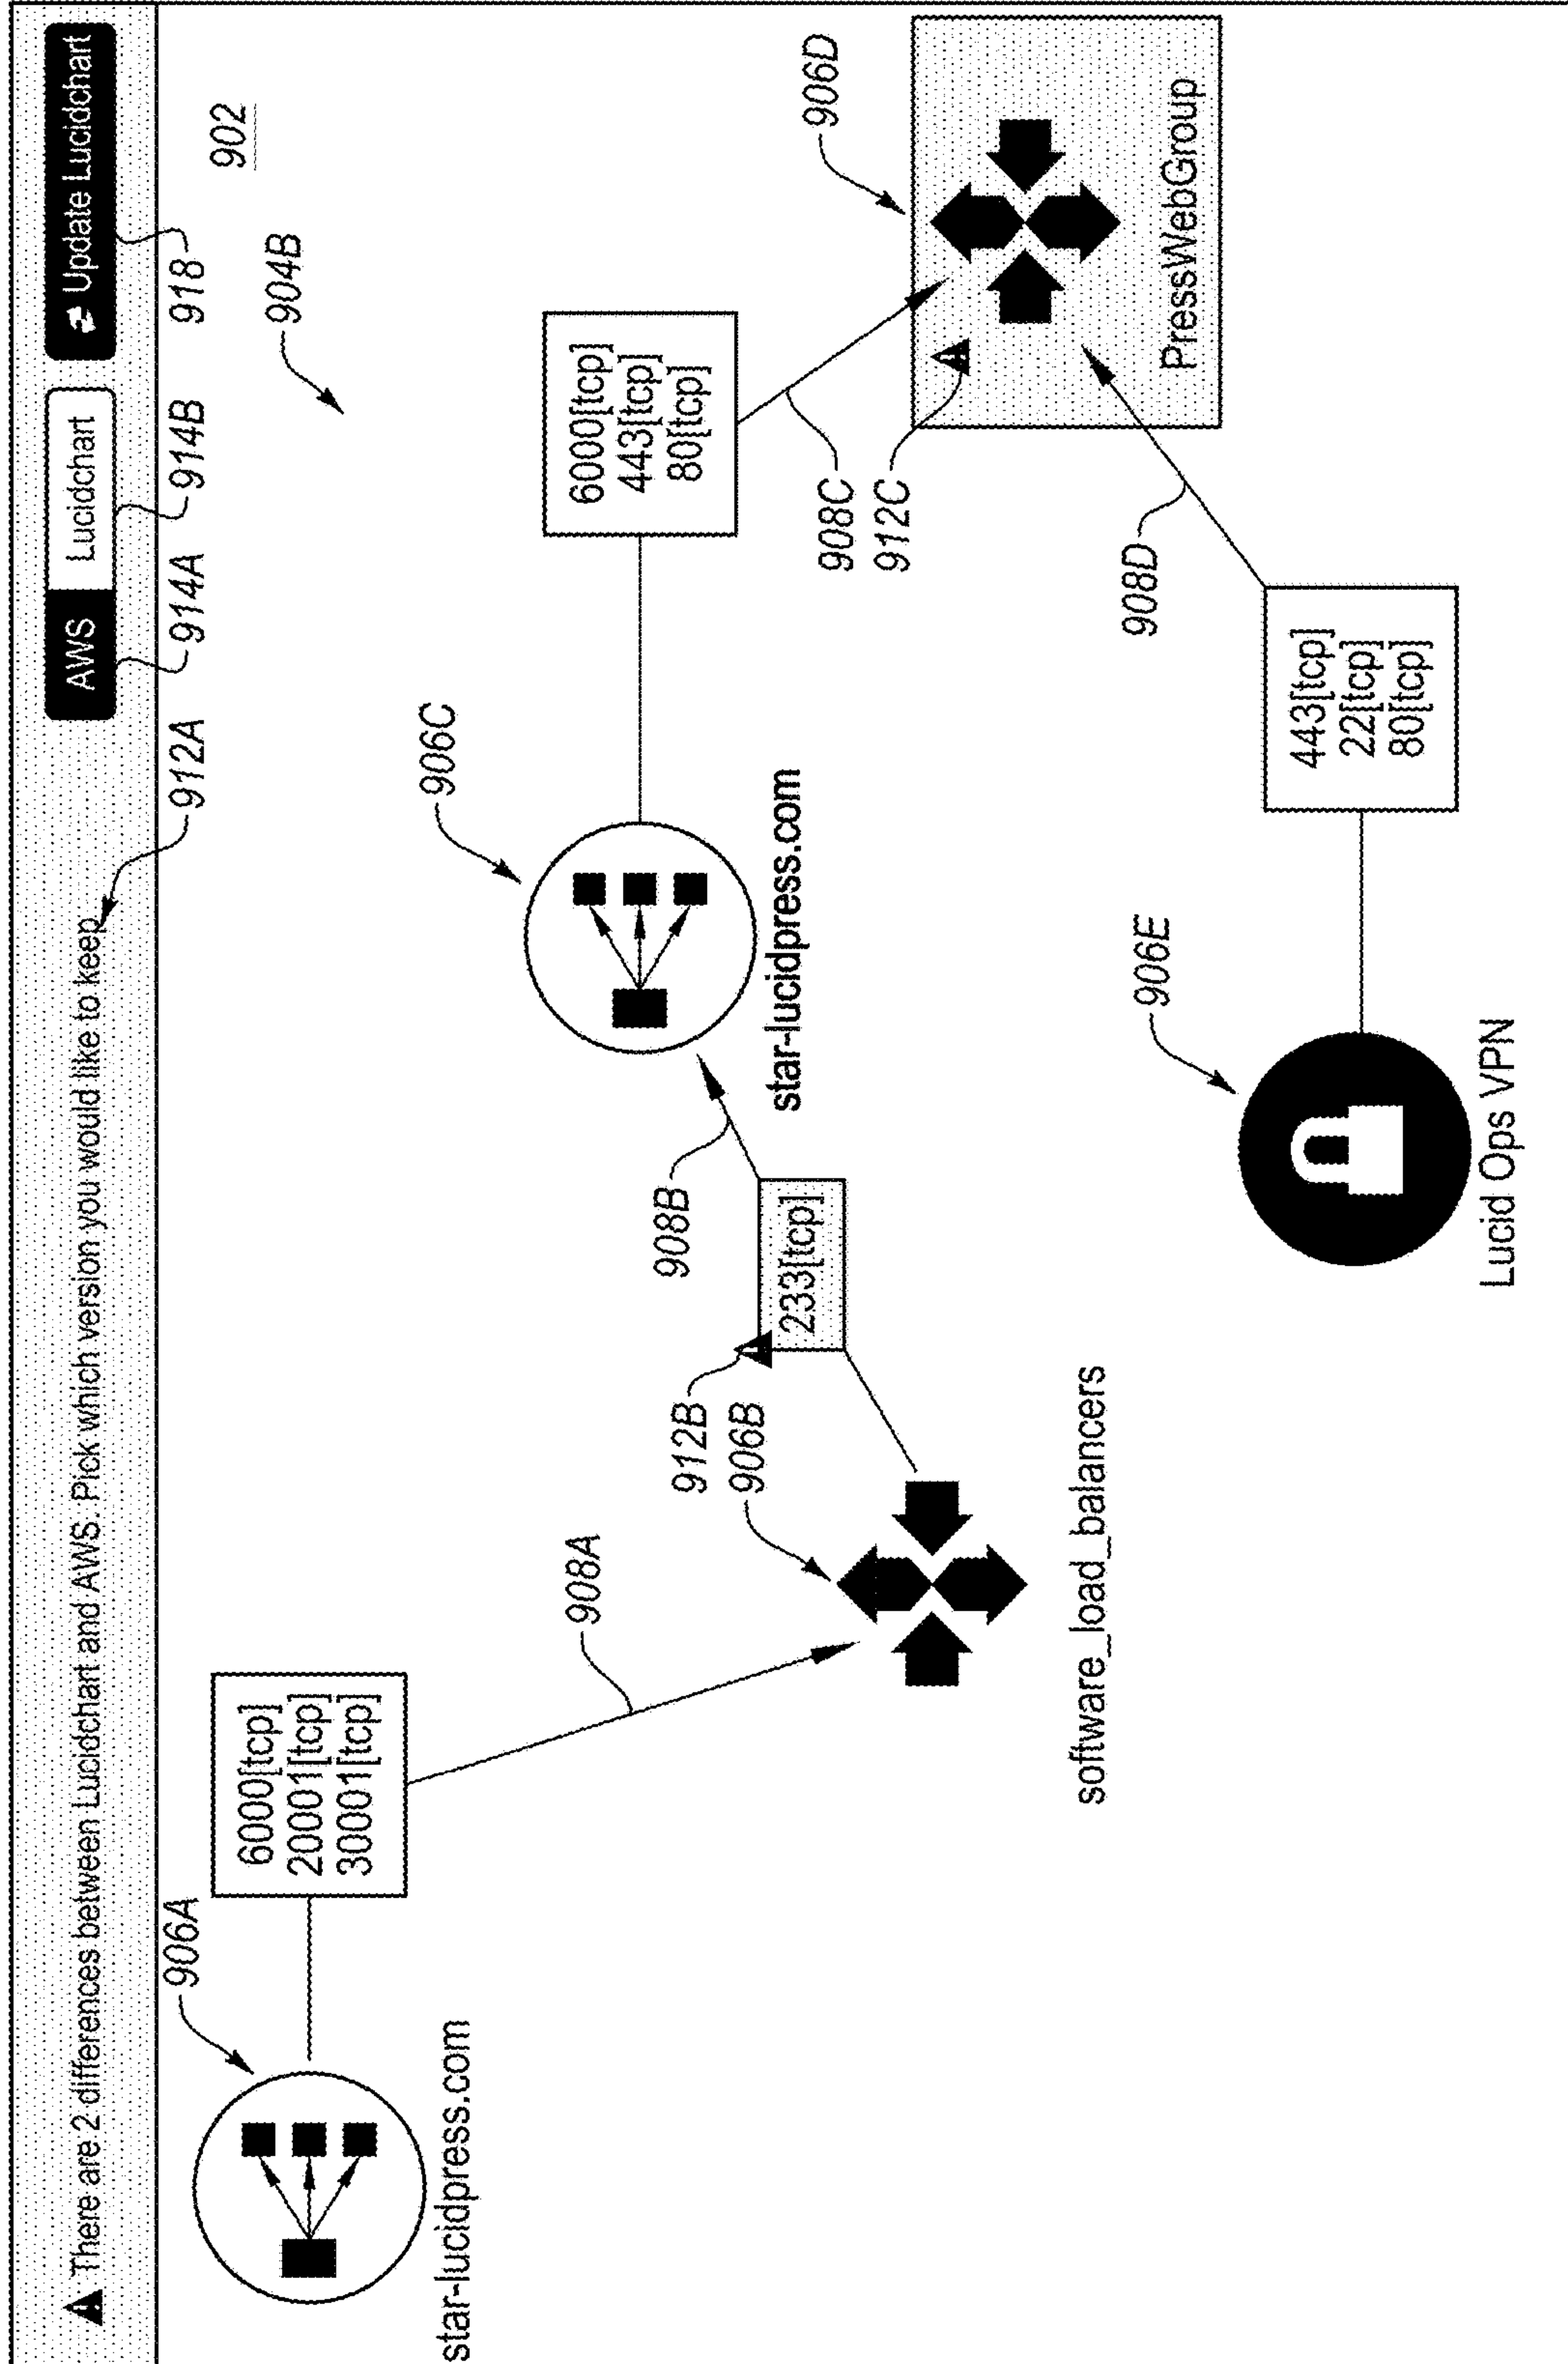 There are 2 differences between Lucidchart and AWS. Pick which version you would like to keep
AWS
Lucidchart
Update Lucidchart
912A
914A
914B
918
902
904B
906A
6000[tcp]
20001[tcp]
30001[tcp]
star-lucidpress.com
908A
906C
6000[tcp]
443[tcp]
80[tcp]
star-lucidpress.com
908B
912B
906B
233[tcp]
software_load_balancers
908C
912C
906D
PressWebGroup
908D
906E
443[tcp]
22[tcp]
80[tcp]
Lucid Ops VPN